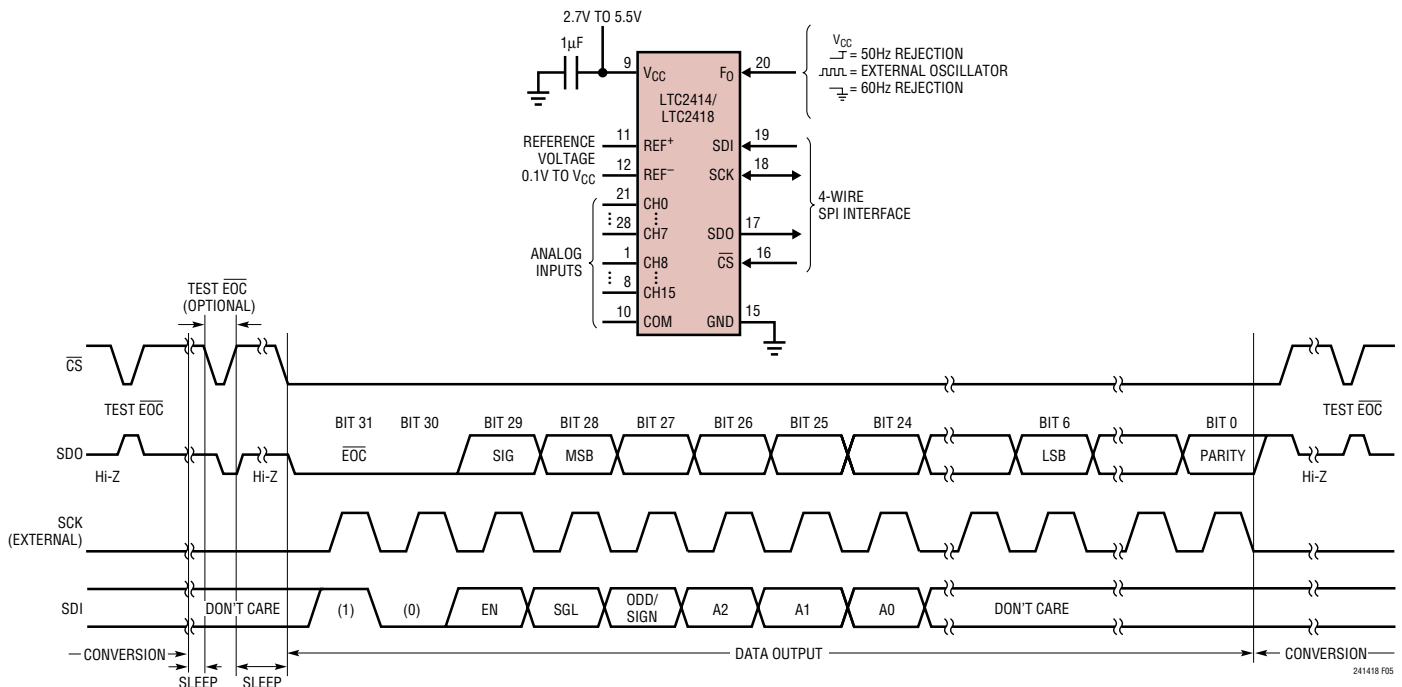 2.7V TO 5.5V
1µF
9 VCC
FO 20
VCC
= 50Hz REJECTION
= EXTERNAL OSCILLATOR
= 60Hz REJECTION
LTC2414/
LTC2418
REFERENCE
VOLTAGE
0.1V TO VCC
11 REF+
12 REF−
SDI 19
SCK 18
SDO 17
CS 16
4-WIRE
SPI INTERFACE
ANALOG
INPUTS
21 CH0
28 CH7
1 CH8
8 CH15
10 COM
GND 15
TEST EOC
(OPTIONAL)
CS
TEST EOC
TEST EOC
BIT 31 BIT 30 BIT 29 BIT 28 BIT 27 BIT 26 BIT 25 BIT 24 BIT 6 BIT 0
SDO
EOC SIG MSB LSB PARITY
Hi-Z Hi-Z Hi-Z
SCK
(EXTERNAL)
SDI
DON'T CARE (1) (0) EN SGL ODD/
SIGN A2 A1 A0 DON'T CARE
CONVERSION DATA OUTPUT CONVERSION
SLEEP SLEEP
241418 F05